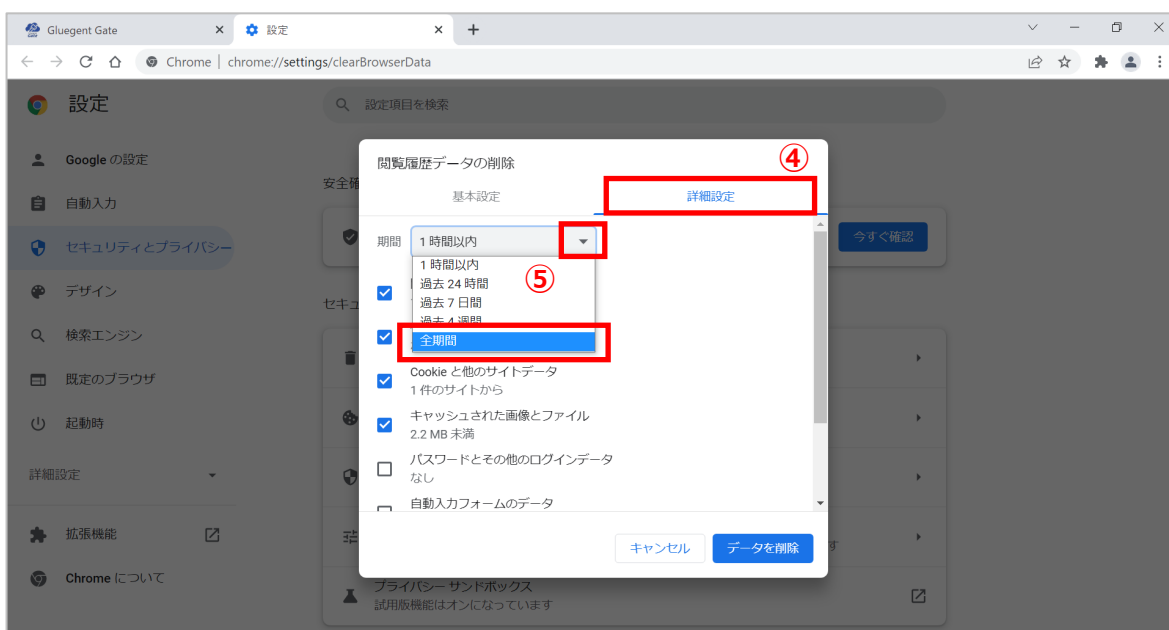 Gluegent Gate
設定
Chrome | chrome://settings/clearBrowserData
設定
設定項目を検索
Google の設定
自動入力
セキュリティとプライバシー
デザイン
検索エンジン
既定のブラウザ
起動時
詳細設定
拡張機能
Chrome について
安全確
今すぐ確認
セキュ
閲覧履歴データの削除
④
基本設定
詳細設定
期間
1 時間以内
1 時間以内
過去 24 時間
過去 7 日間
過去 4 週間
全期間
⑤
Cookie と他のサイトデータ
1 件のサイトから
キャッシュされた画像とファイル
2.2 MB 未満
パスワードとその他のログインデータ
なし
自動入力フォームのデータ
キャンセル
データを削除
す
プライバシー サンドボックス
試用版機能はオンになっています